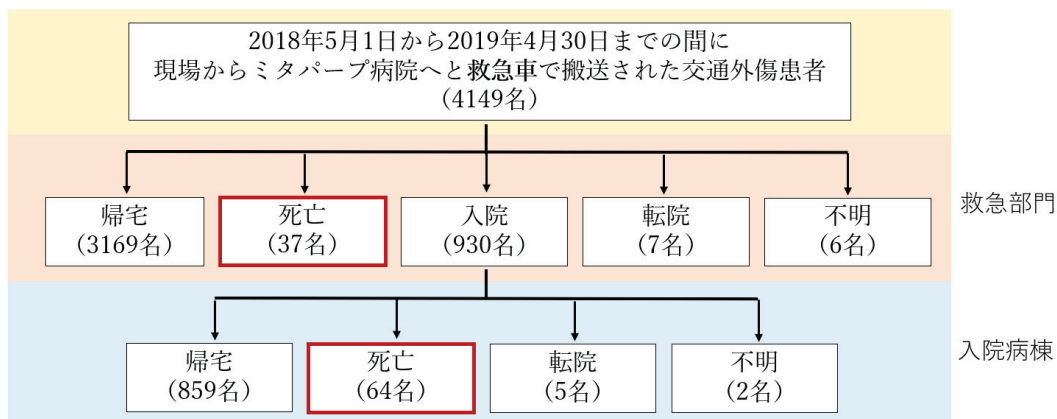 2018年5月1日から2019年4月30日までの間に
現場からミタパープ病院へと救急車で搬送された交通外傷患者
(4149名)
帰宅
(3169名)
死亡
(37名)
入院
(930名)
転院
(7名)
不明
(6名)
救急部門
帰宅
(859名)
死亡
(64名)
転院
(5名)
不明
(2名)
入院病棟